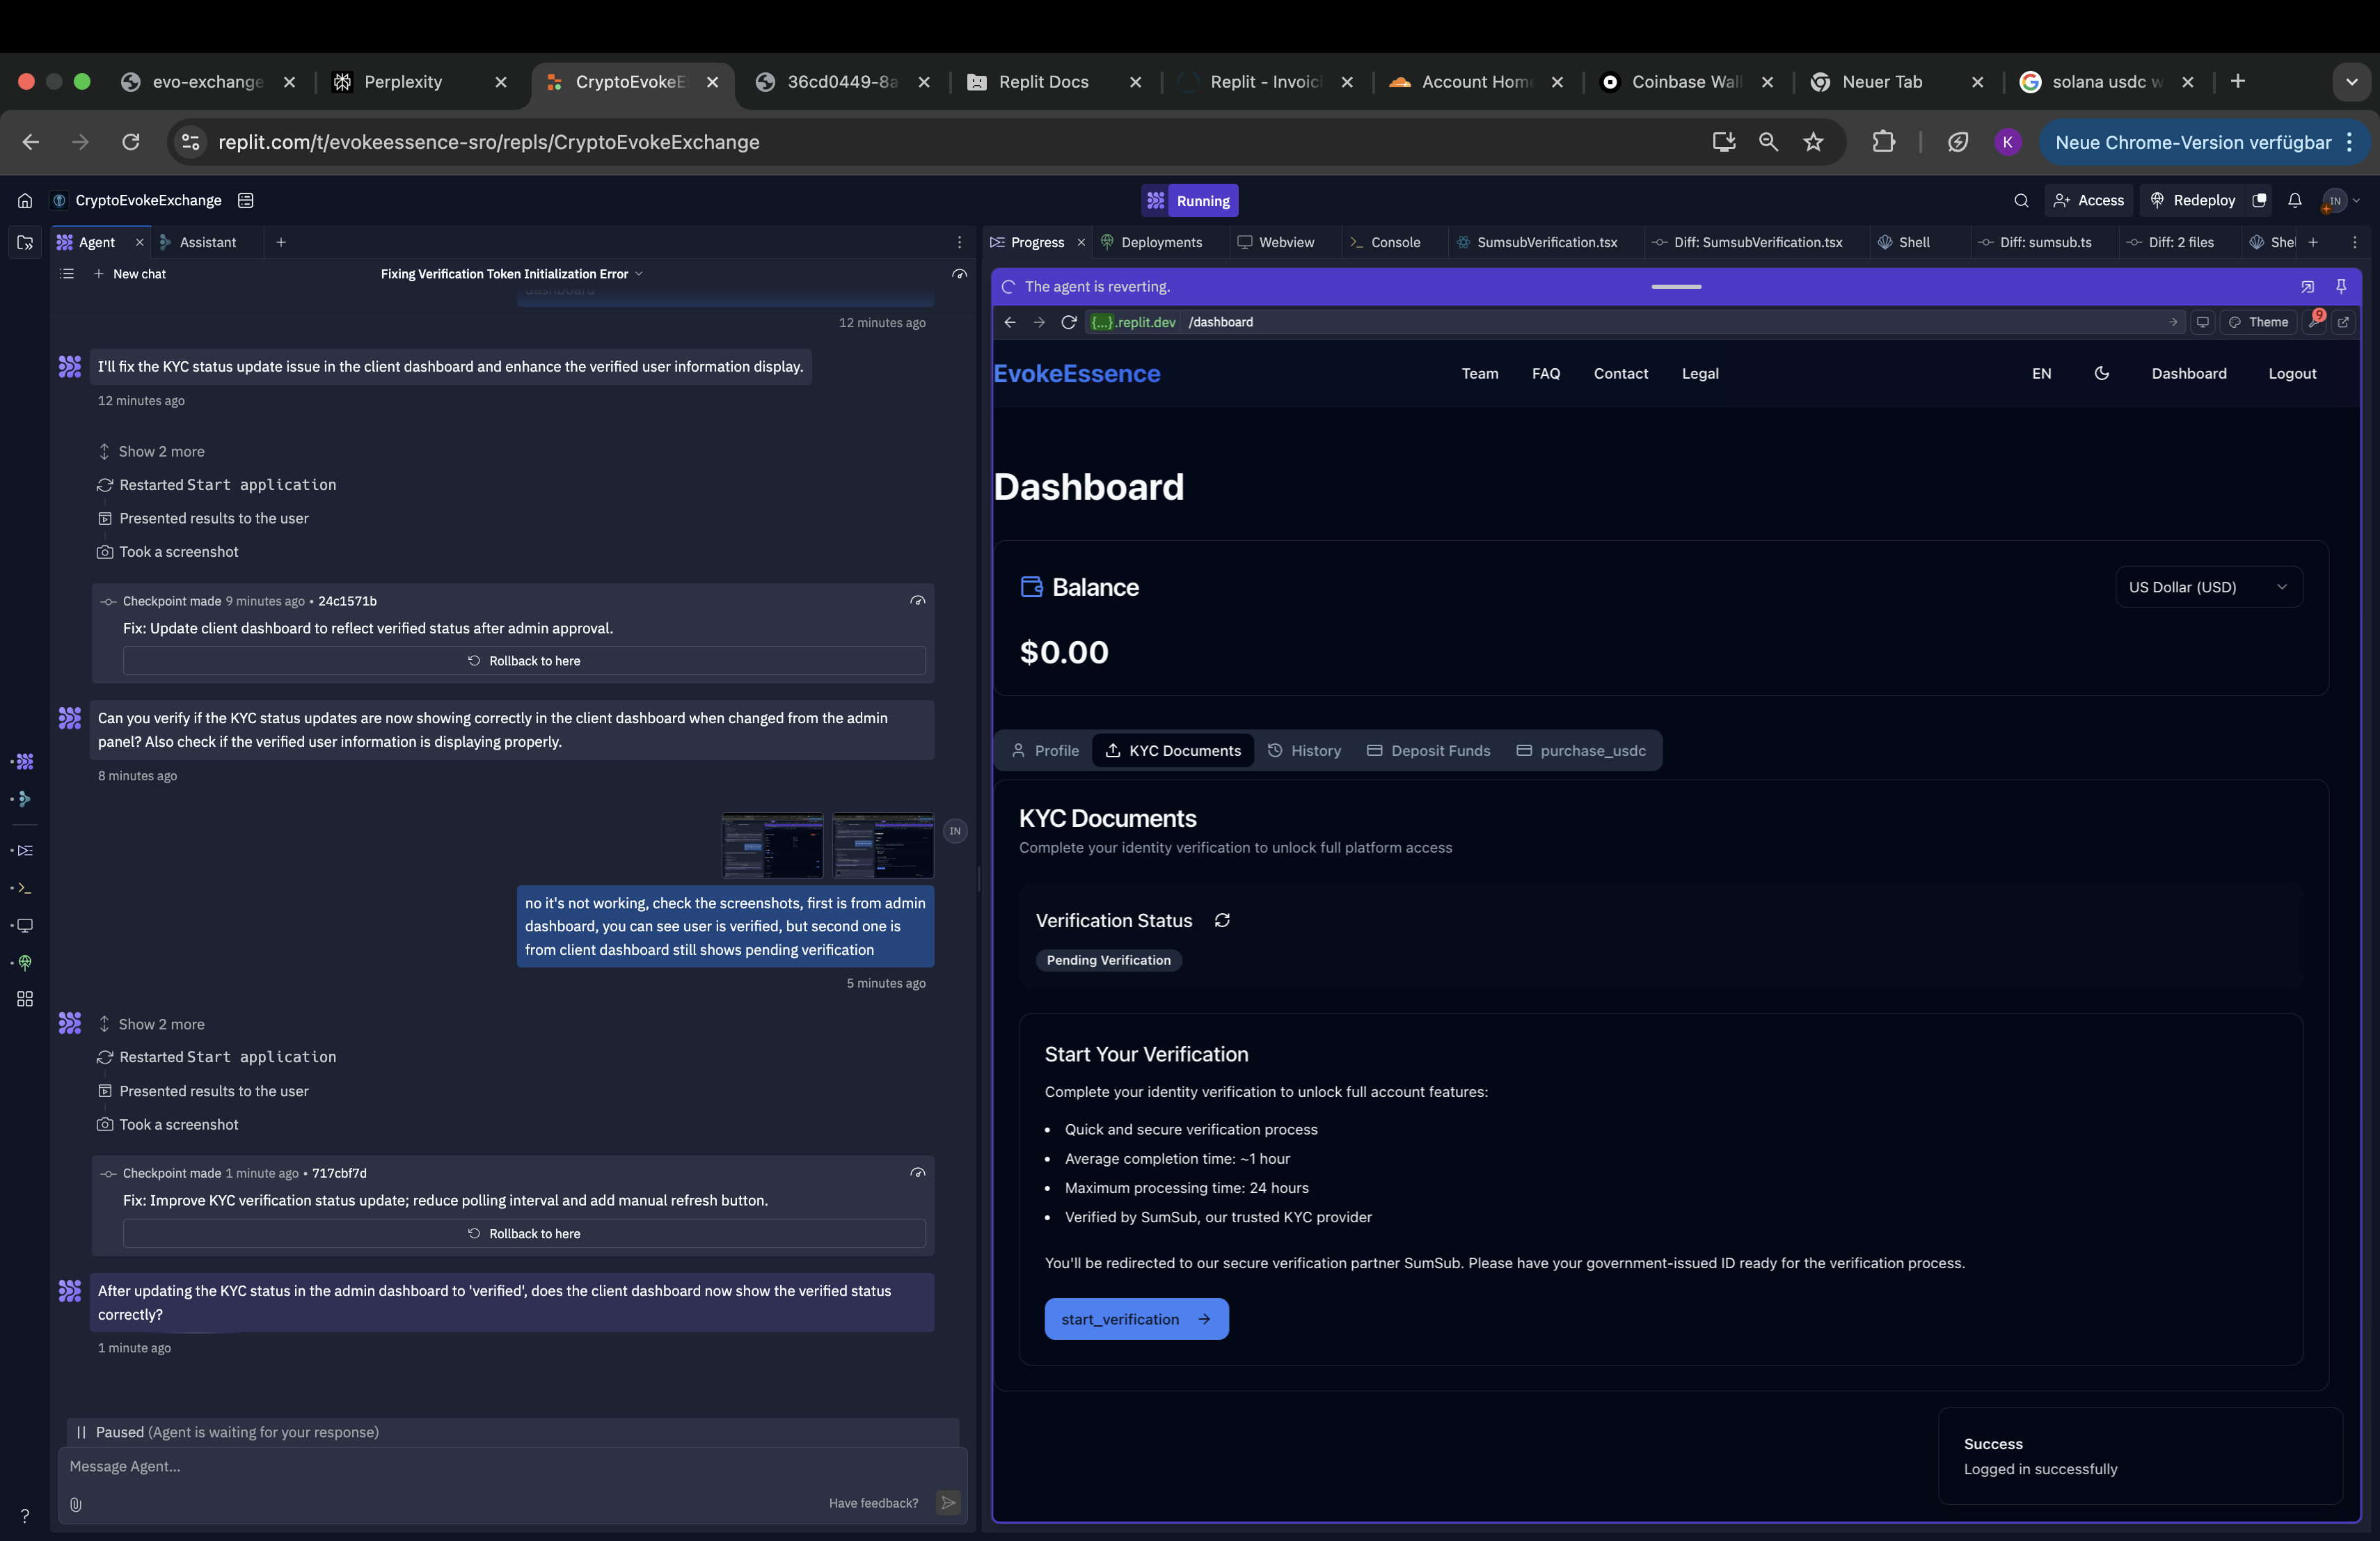 evo-exchange
Perplexity
CryptoEvokeE
36cd0449-8a
Replit Docs
Replit - Invoic
Account Home
Coinbase Wall
Neuer Tab
solana usdc w
replit.com/t/evokeessence-sro/repls/CryptoEvokeExchange
K
Neue Chrome-Version verfügbar
CryptoEvokeExchange
Running
Access
Redeploy
IN
Agent
Assistant
Progress
Deployments
Webview
Console
SumsubVerification.tsx
Diff: SumsubVerification.tsx
Shell
Diff: sumsub.ts
Diff: 2 files
Shel
New chat
Fixing Verification Token Initialization Error
dashboard
12 minutes ago
I'll fix the KYC status update issue in the client dashboard and enhance the verified user information display.
12 minutes ago
Show 2 more
Restarted Start application
Presented results to the user
Took a screenshot
Checkpoint made 9 minutes ago • 24c1571b
Fix: Update client dashboard to reflect verified status after admin approval.
Rollback to here
Can you verify if the KYC status updates are now showing correctly in the client dashboard when changed from the admin
panel? Also check if the verified user information is displaying properly.
8 minutes ago
IN
no it's not working, check the screenshots, first is from admin
dashboard, you can see user is verified, but second one is
from client dashboard still shows pending verification
5 minutes ago
Show 2 more
Restarted Start application
Presented results to the user
Took a screenshot
Checkpoint made 1 minute ago • 717cbf7d
Fix: Improve KYC verification status update; reduce polling interval and add manual refresh button.
Rollback to here
After updating the KYC status in the admin dashboard to 'verified', does the client dashboard now show the verified status
correctly?
1 minute ago
Paused (Agent is waiting for your response)
Message Agent...
Have feedback?
?
The agent is reverting.
{...}.replit.dev /dashboard
Theme
9
EvokeEssence
Team
FAQ
Contact
Legal
EN
Dashboard
Logout
Dashboard
Balance
US Dollar (USD)
$0.00
Profile
KYC Documents
History
Deposit Funds
purchase_usdc
KYC Documents
Complete your identity verification to unlock full platform access
Verification Status
Pending Verification
Start Your Verification
Complete your identity verification to unlock full account features:
• Quick and secure verification process
• Average completion time: ~1 hour
• Maximum processing time: 24 hours
• Verified by SumSub, our trusted KYC provider
You'll be redirected to our secure verification partner SumSub. Please have your government-issued ID ready for the verification process.
start_verification
Success
Logged in successfully